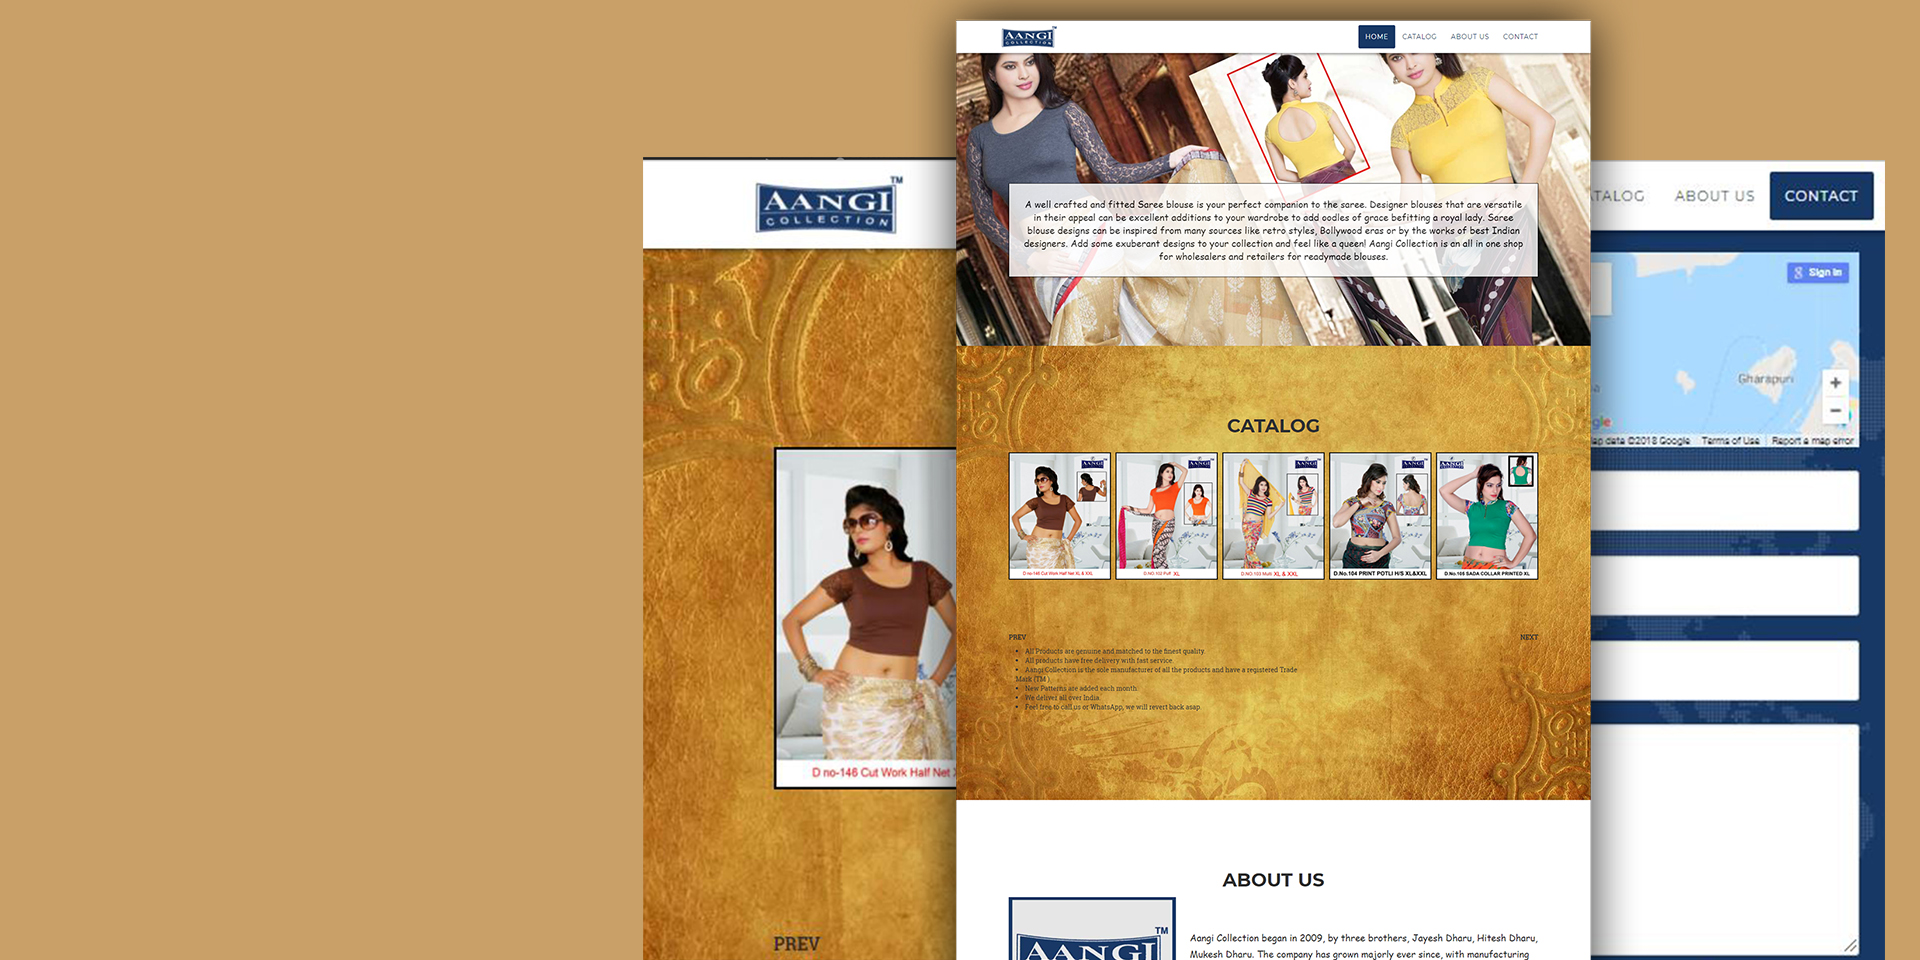 AANGI
COLLECTION
HOME
CATALOG
ABOUT US
CONTACT
A well crafted and fitted Saree blouse is your perfect companion to the saree. Designer blouses that are versatile
in their appeal can be excellent additions to your wardrobe to add oodles of grace befitting a royal lady. Saree
blouse designs can be inspired from many sources like retro styles, Bollywood eras or by the works of best Indian
designers. Add some exuberant designs to your collection and feel like a queen! Aangi Collection is an all in one shop
for wholesalers and retailers for readymade blouses.
CATALOG
AANGI
AANGI
AANGI
AANGI
AANGI
D no-146 Cut Work Half Net XL & XXL
D.NO.102 Puff XL
D.NO.103 Multi XL & XXL
D.No.104 PRINT POTLI H/S XL&XXL
D.No.105 SADA COLLAR PRINTED XL
PREV
NEXT
• All Products are genuine and matched to the finest quality.
• All products have free delivery with fast service.
• Aangi Collection is the sole manufacturer of all the products and have a registered Trade
Mark (TM).
• New Patterns are added each month.
• We deliver all over India.
• Feel free to call us or WhatsApp, we will revert back asap.
ABOUT US
AANGI TM
Aangi Collection began in 2009, by three brothers, Jayesh Dharu, Hitesh Dharu,
Mukesh Dharu. The company has grown majorly ever since, with manufacturing
AANGI TM
COLLECTION
D no-146 Cut Work Half Net
PREV
TALOG
ABOUT US
CONTACT
Sign in
Gharapuri
+
−
ap data ©2018 Google
Terms of Use
Report a map error